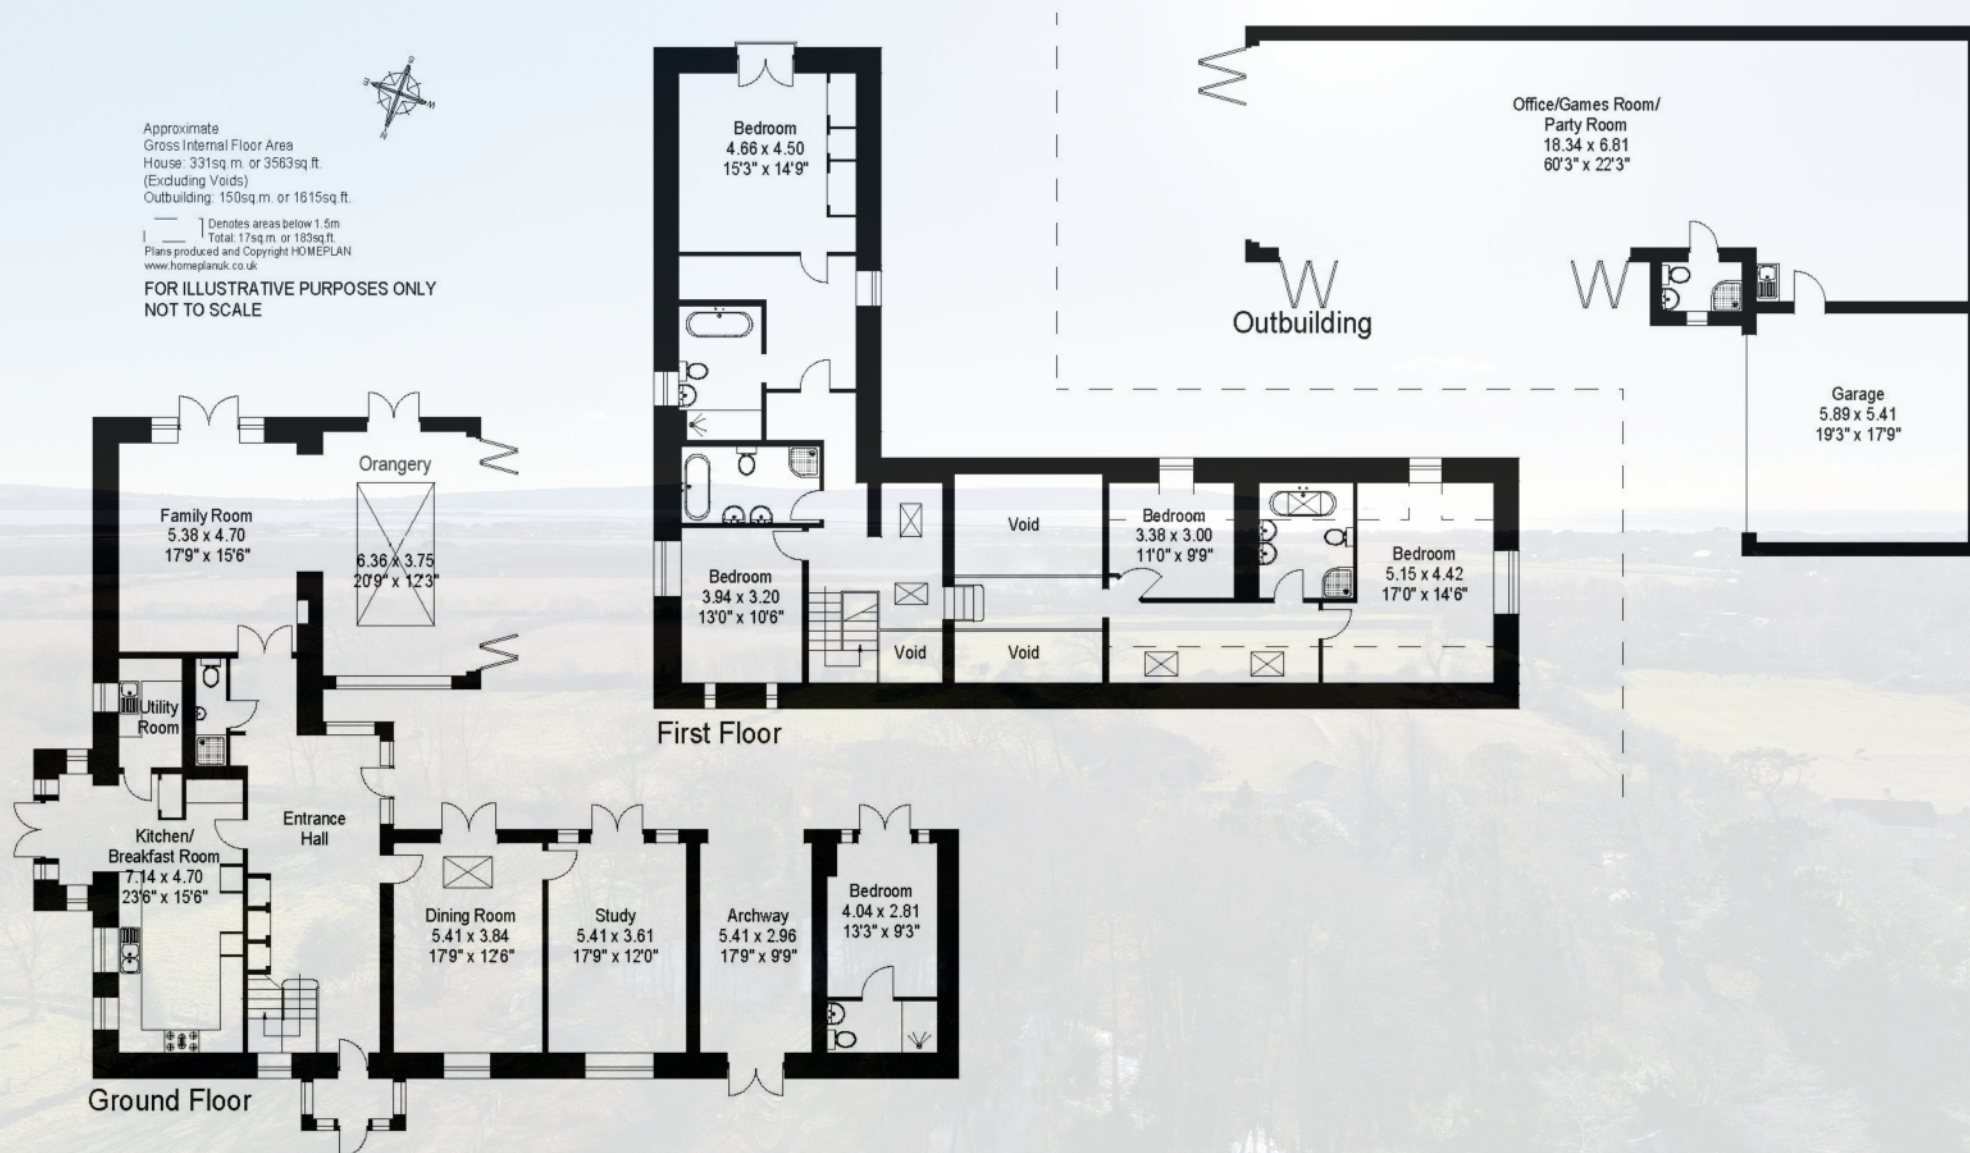 Approximate
Gross Internal Floor Area
House: 331sq.m. or 3563sq.ft.
(Excluding Voids)
Outbuilding: 150sq.m. or 1615sq.ft.
Denotes areas below 1.5m
Total: 17sq.m. or 183sq.ft.
Plans produced and Copyright HOMEPLAN
www.homeplanuk.co.uk
FOR ILLUSTRATIVE PURPOSES ONLY
NOT TO SCALE
S
E
W
N
Orangery
6.36 x 3.75
20'9" x 12'3"
Family Room
5.38 x 4.70
17'9" x 15'6"
Utility
Room
Kitchen/
Breakfast Room
7.14 x 4.70
23'6" x 15'6"
Entrance
Hall
Dining Room
5.41 x 3.84
17'9" x 12'6"
Study
5.41 x 3.61
17'9" x 12'0"
Archway
5.41 x 2.96
17'9" x 9'9"
Bedroom
4.04 x 2.81
13'3" x 9'3"
Ground Floor
Bedroom
4.66 x 4.50
15'3" x 14'9"
Bedroom
3.94 x 3.20
13'0" x 10'6"
Void
Void
Void
Bedroom
3.38 x 3.00
11'0" x 9'9"
Bedroom
5.15 x 4.42
17'0" x 14'6"
First Floor
Office/Games Room/
Party Room
18.34 x 6.81
60'3" x 22'3"
Outbuilding
Garage
5.89 x 5.41
19'3" x 17'9"